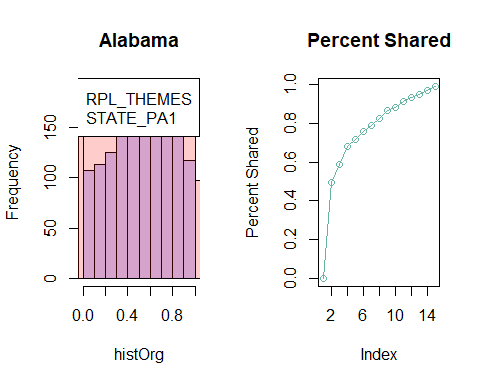 Alabama
RPL_THEMES
STATE_PA1
Frequency
0 50 100 150
0.0 0.4 0.8
histOrg
Percent Shared
Percent Shared
0.0 0.2 0.4 0.6 0.8 1.0
2 6 10 14
Index